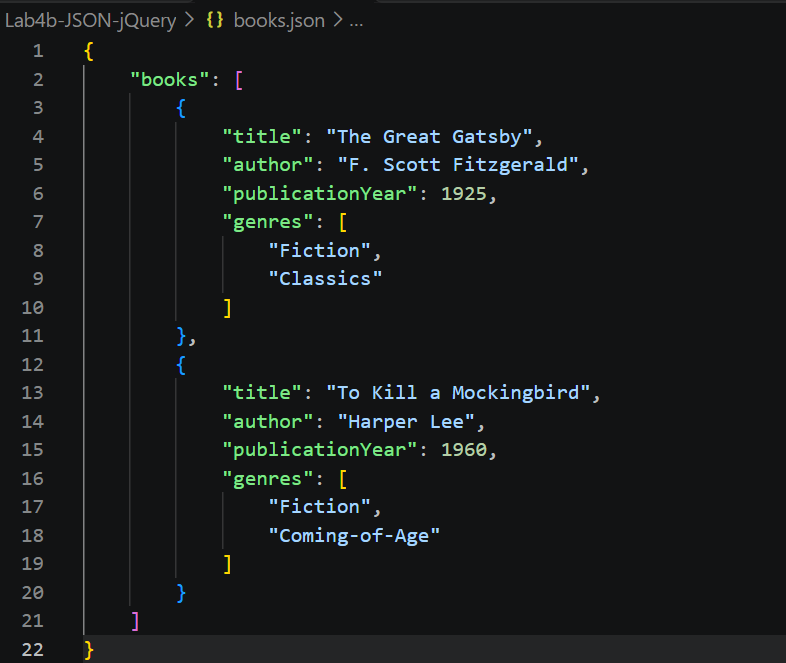 Lab4b-JSON-jQuery > {} books.json > ...
1 {
2     "books": [
3         {
4             "title": "The Great Gatsby",
5             "author": "F. Scott Fitzgerald",
6             "publicationYear": 1925,
7             "genres": [
8                 "Fiction",
9                 "Classics"
10             ]
11         },
12         {
13             "title": "To Kill a Mockingbird",
14             "author": "Harper Lee",
15             "publicationYear": 1960,
16             "genres": [
17                 "Fiction",
18                 "Coming-of-Age"
19             ]
20         }
21     ]
22 }